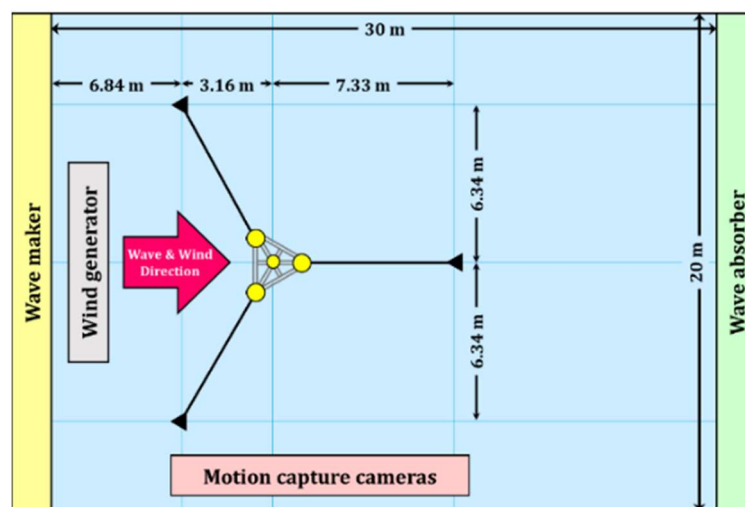 30 m
6.84 m
3.16 m
7.33 m
Wave maker
Wind generator
Wave & Wind
Direction
6.34 m
6.34 m
20 m
Wave absorber
Motion capture cameras